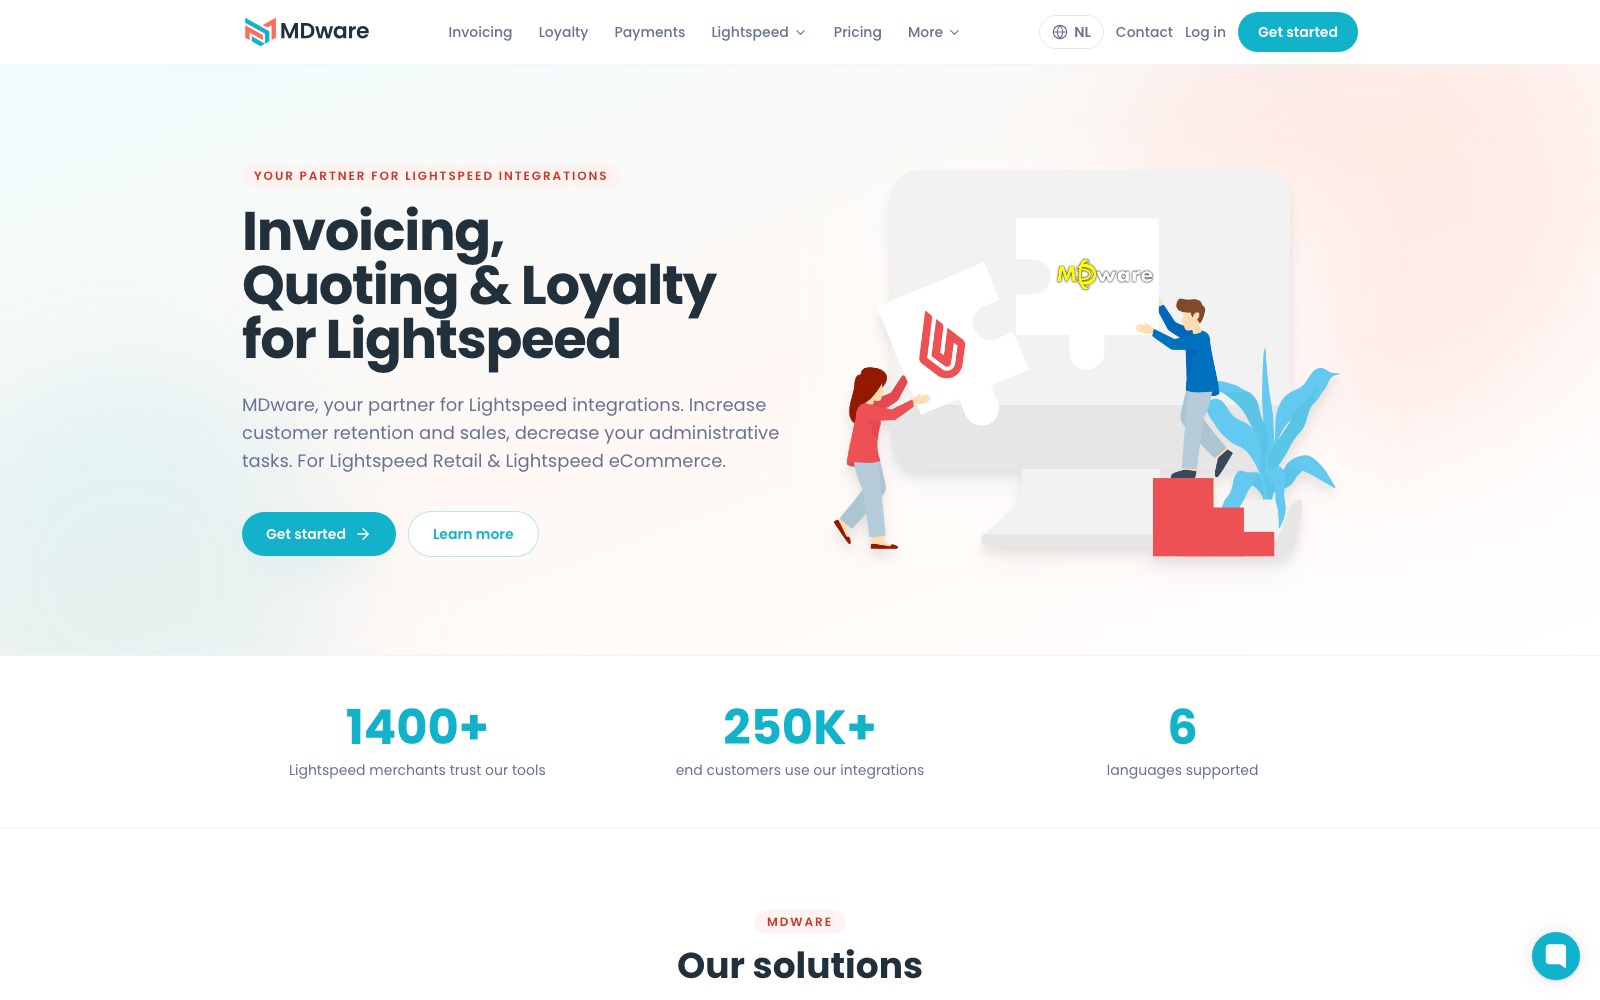 MDware
Invoicing
Loyalty
Payments
Lightspeed
Pricing
More
NL
Contact
Log in
Get started
YOUR PARTNER FOR LIGHTSPEED INTEGRATIONS
Invoicing,
Quoting & Loyalty
for Lightspeed
MDware, your partner for Lightspeed integrations. Increase
customer retention and sales, decrease your administrative
tasks. For Lightspeed Retail & Lightspeed eCommerce.
Get started
Learn more
MDware
1400+
Lightspeed merchants trust our tools
250K+
end customers use our integrations
6
languages supported
MDWARE
Our solutions